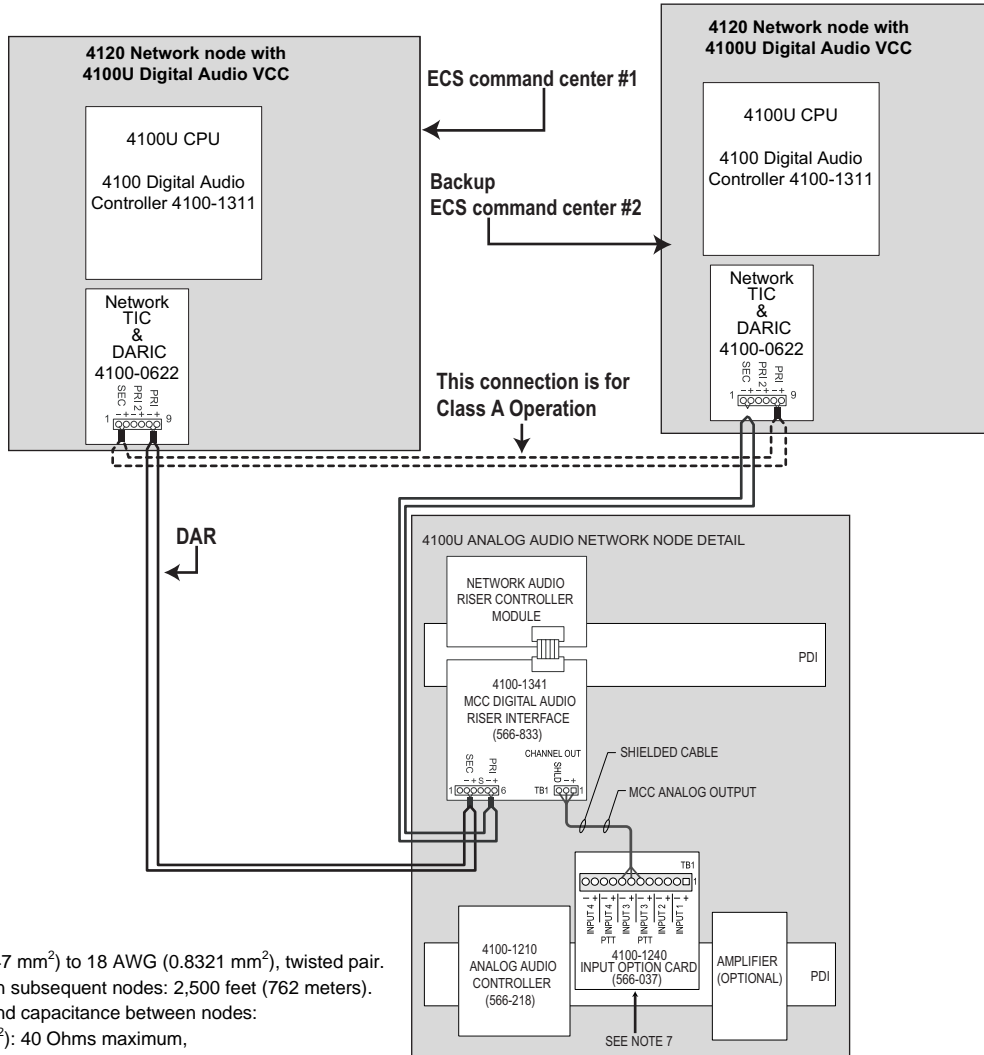 4120 Network node with
4100U Digital Audio VCC
4100U CPU
4100 Digital Audio
Controller 4100-1311
Network
TIC
&
DARIC
4100-0622
SEC
PRI 2
PRI
- + - + - +
1
9
ECS command center #1
Backup
ECS command center #2
4120 Network node with
4100U Digital Audio VCC
4100U CPU
4100 Digital Audio
Controller 4100-1311
Network
TIC
&
DARIC
4100-0622
SEC
PRI 2
PRI
- + - + - +
1
9
This connection is for
Class A Operation
DAR
4100U ANALOG AUDIO NETWORK NODE DETAIL
NETWORK AUDIO
RISER CONTROLLER
MODULE
PDI
4100-1341
MCC DIGITAL AUDIO
RISER INTERFACE
(566-833)
CHANNEL OUT
SEC
PRI
- + S - +
1
6
SHLD
- +
TB1
1
SHIELDED CABLE
MCC ANALOG OUTPUT
TB1
1
- + - + - + - + - + - +
INPUT 4
INPUT 4
INPUT 3
INPUT 3
INPUT 2
INPUT 1
PTT
PTT
4100-1240
INPUT OPTION CARD
(566-037)
4100-1210
ANALOG AUDIO
CONTROLLER
(566-218)
AMPLIFIER
(OPTIONAL)
PDI
SEE NOTE 7
47 mm²) to 18 AWG (0.8321 mm²), twisted pair.
n subsequent nodes: 2,500 feet (762 meters).
nd capacitance between nodes:
²): 40 Ohms maximum,